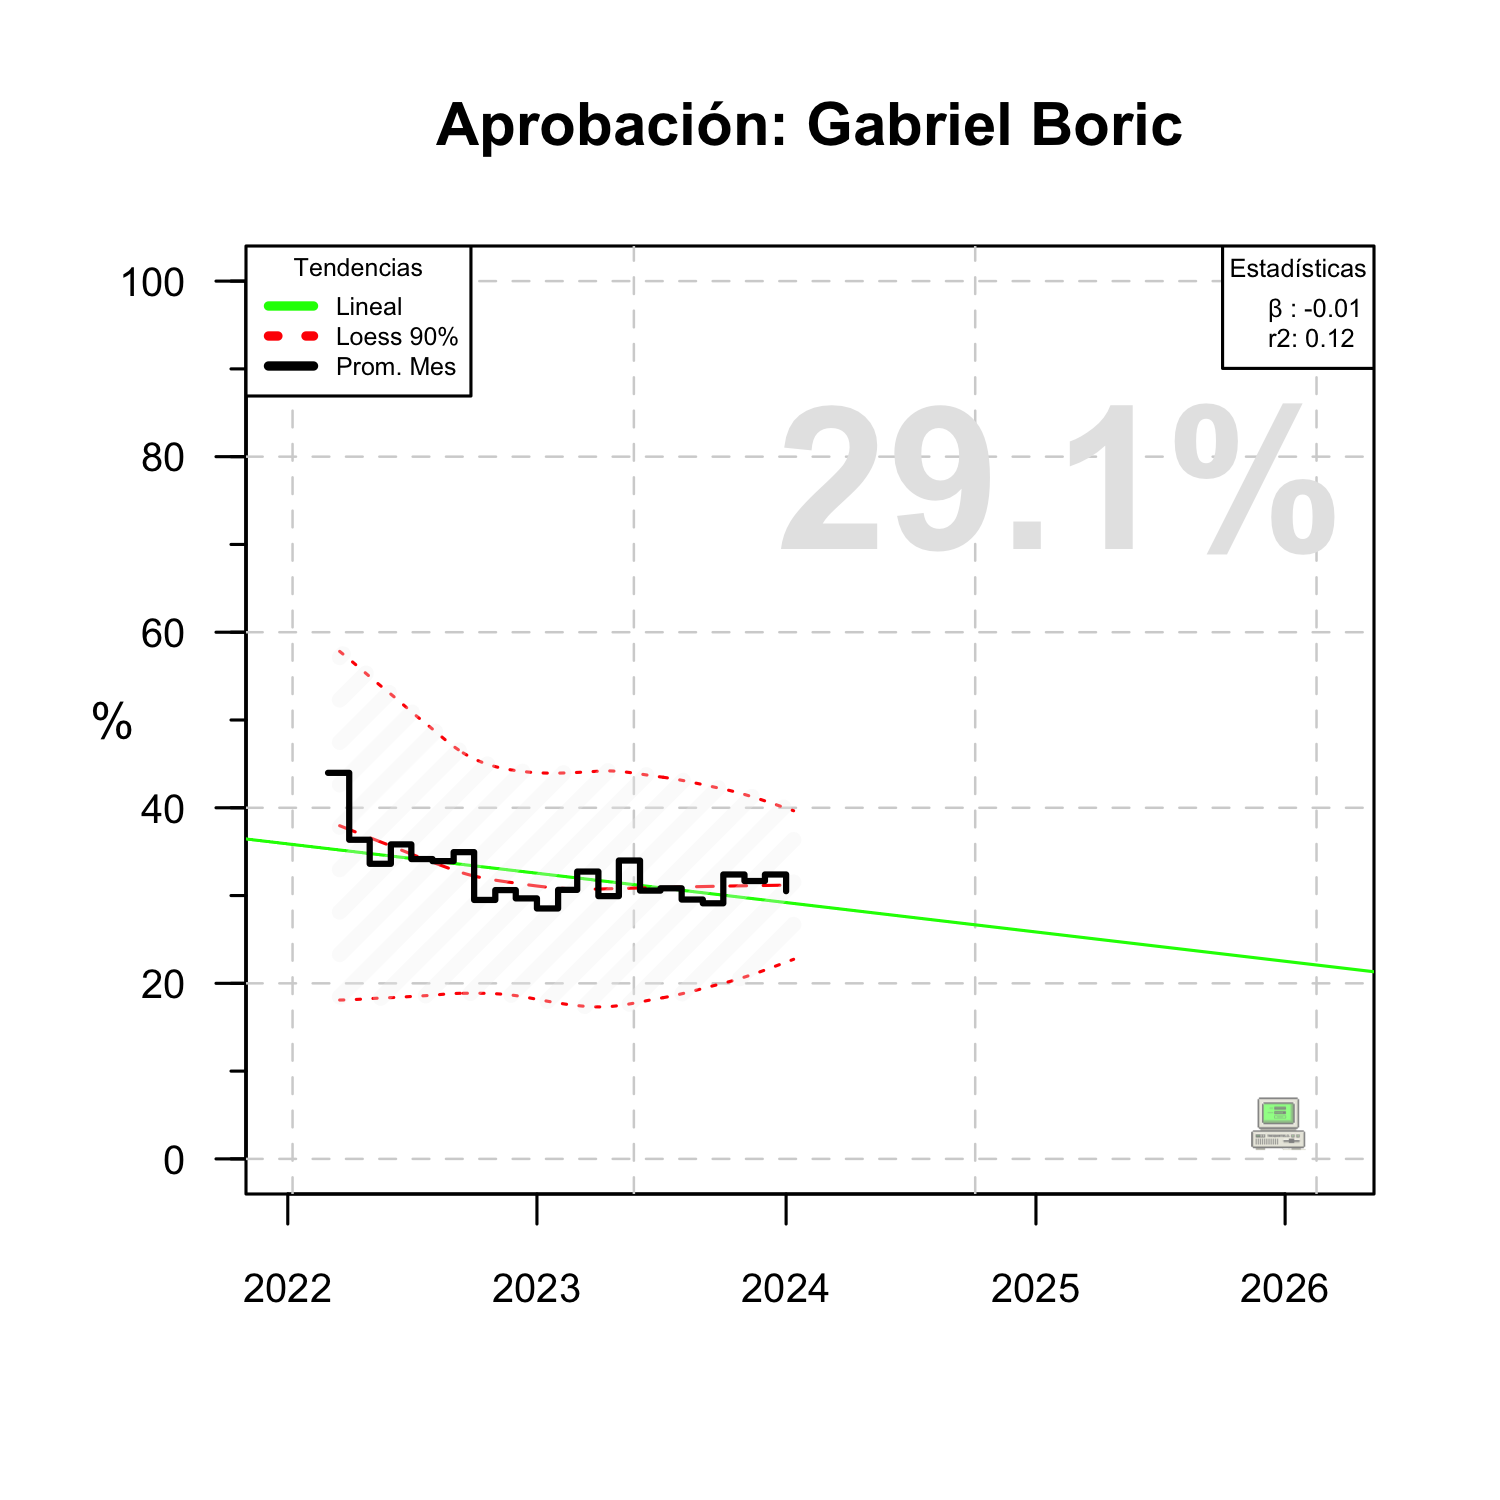 Aprobación: Gabriel Boric
Tendencias
Lineal
Loess 90%
Prom. Mes
Estadísticas
β : -0.01
r2: 0.12
29.1%
%
100
80
60
40
20
0
2022 2023 2024 2025 2026